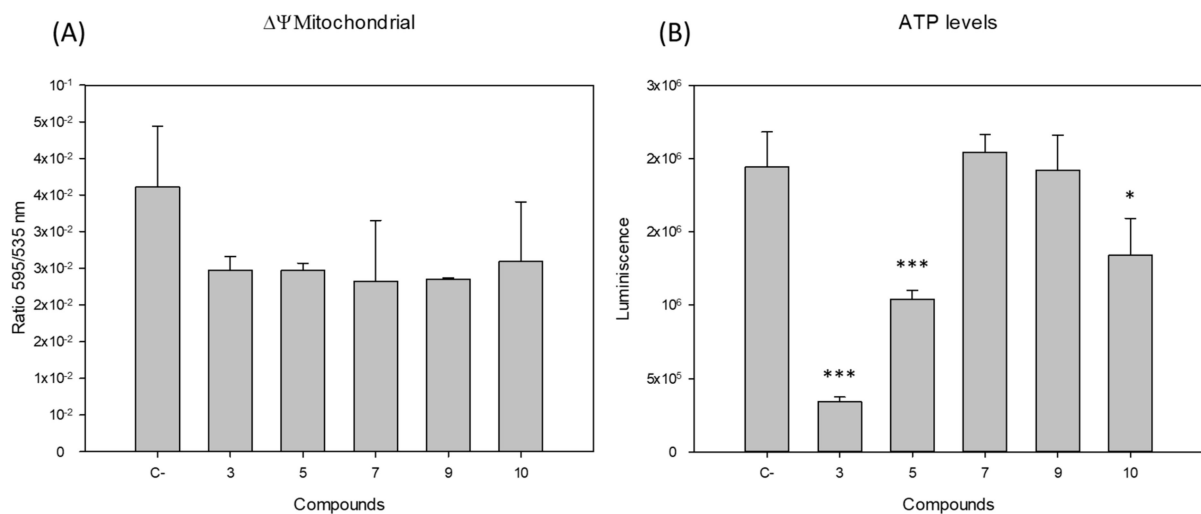 (A)
ΔΨ Mitochondrial
10⁻¹
5x10⁻²
4x10⁻²
4x10⁻²
3x10⁻²
3x10⁻²
2x10⁻²
2x10⁻²
1x10⁻²
10⁻²
0
Ratio 595/535 nm
C- 3 5 7 9 10
Compounds
(B)
ATP levels
3x10⁶
2x10⁶
2x10⁶
10⁶
5x10⁵
0
Luminiscence
***
***
*
C- 3 5 7 9 10
Compounds